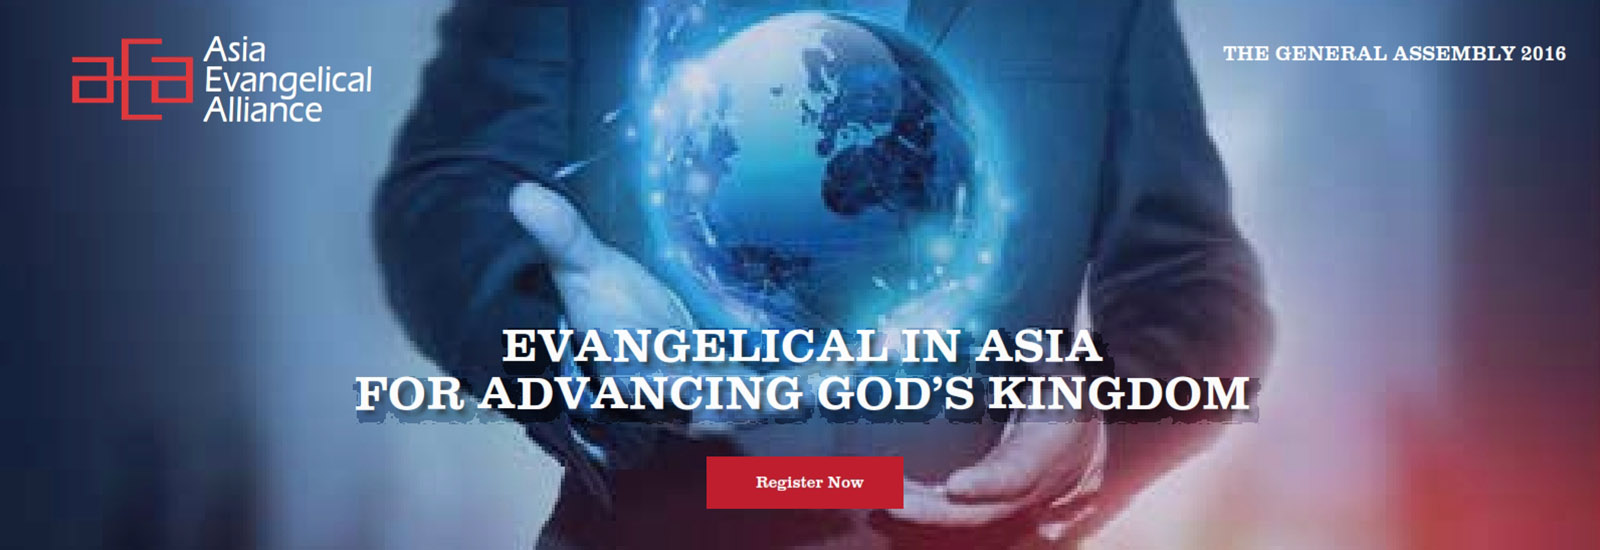 aea
Asia
Evangelical
Alliance
THE GENERAL ASSEMBLY 2016
EVANGELICAL IN ASIA
FOR ADVANCING GOD’S KINGDOM
Register Now